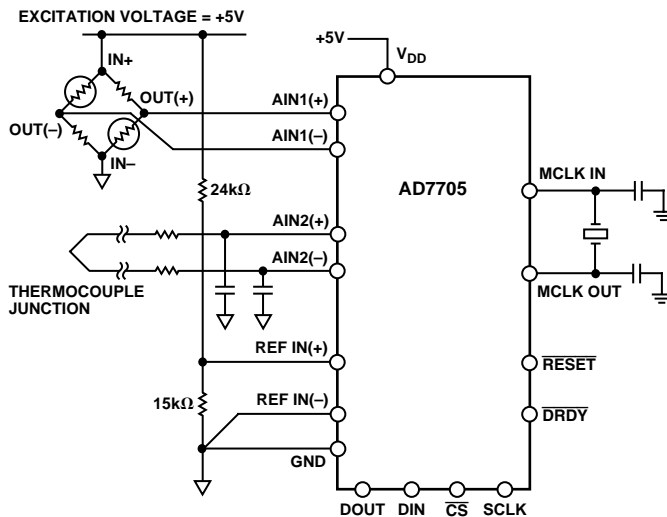 EXCITATION VOLTAGE = +5V
+5V
V_DD
IN+
OUT(+)
AIN1(+)
OUT(–)
AIN1(–)
IN–
MCLK IN
AD7705
24kΩ
AIN2(+)
AIN2(–)
THERMOCOUPLE
JUNCTION
MCLK OUT
REF IN(+)
RESET
15kΩ
REF IN(–)
DRDY
GND
DOUT DIN CS SCLK